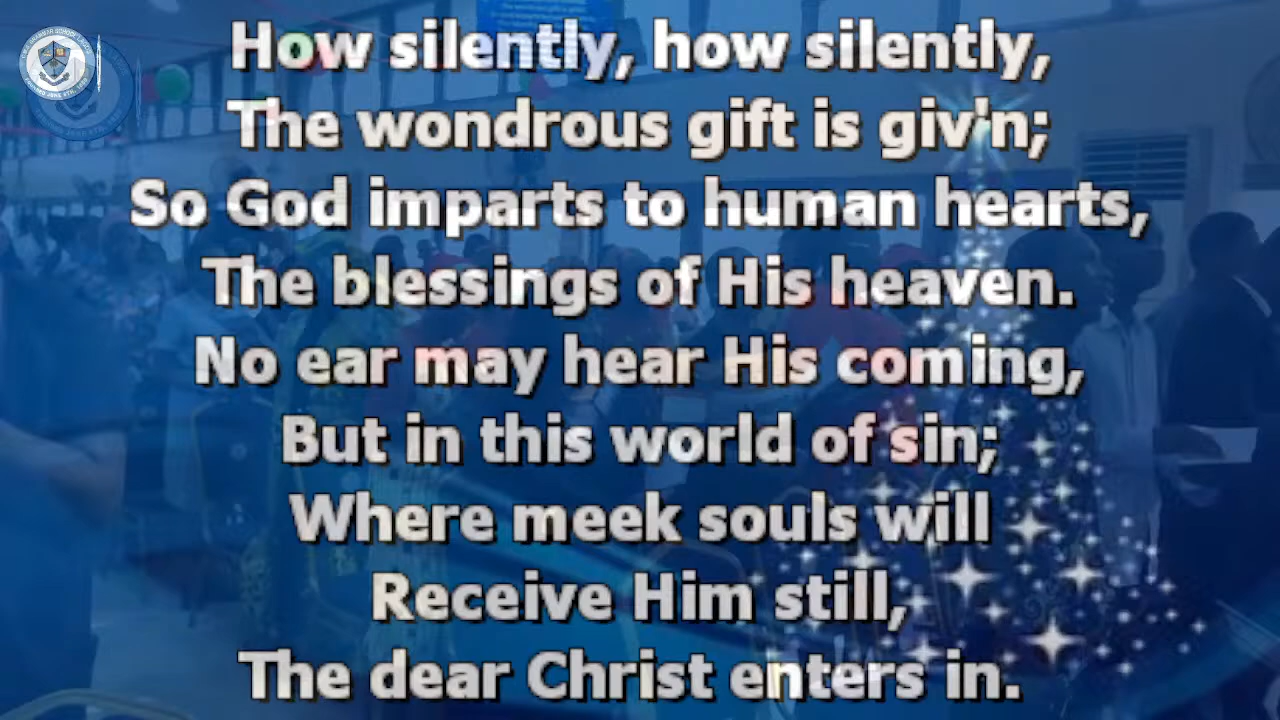 How silently, how silently,
The wondrous gift is giv'n;
So God imparts to human hearts,
The blessings of His heaven.
No ear may hear His coming,
But in this world of sin;
Where meek souls will
Receive Him still,
The dear Christ enters in.